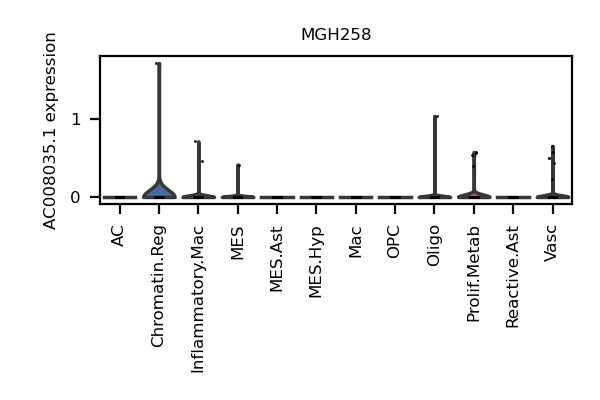 MGH258
AC008035.1 expression
1
0
AC
Chromatin.Reg
Inflammatory.Mac
MES
MES.Ast
MES.Hyp
Mac
OPC
Oligo
Prolif.Metab
Reactive.Ast
Vasc